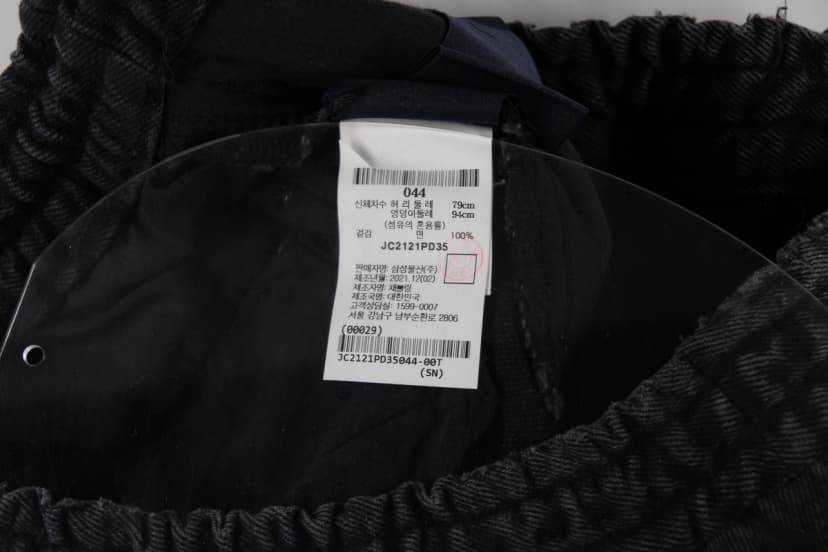 044
신체치수 허 리 둘 레 79cm
엉덩이둘레 94cm
(섬유의 혼용률)
겉감 면 100%
JC2121PD35
판매자명: 삼성물산(주)
제조년월: 2021.12(02)
제조자명: 채블링
제조국명: 대한민국
고객상담실: 1599-0007
서울 강남구 남부순환로 2806
(00029)
JC2121PD35044-00T
(SN)